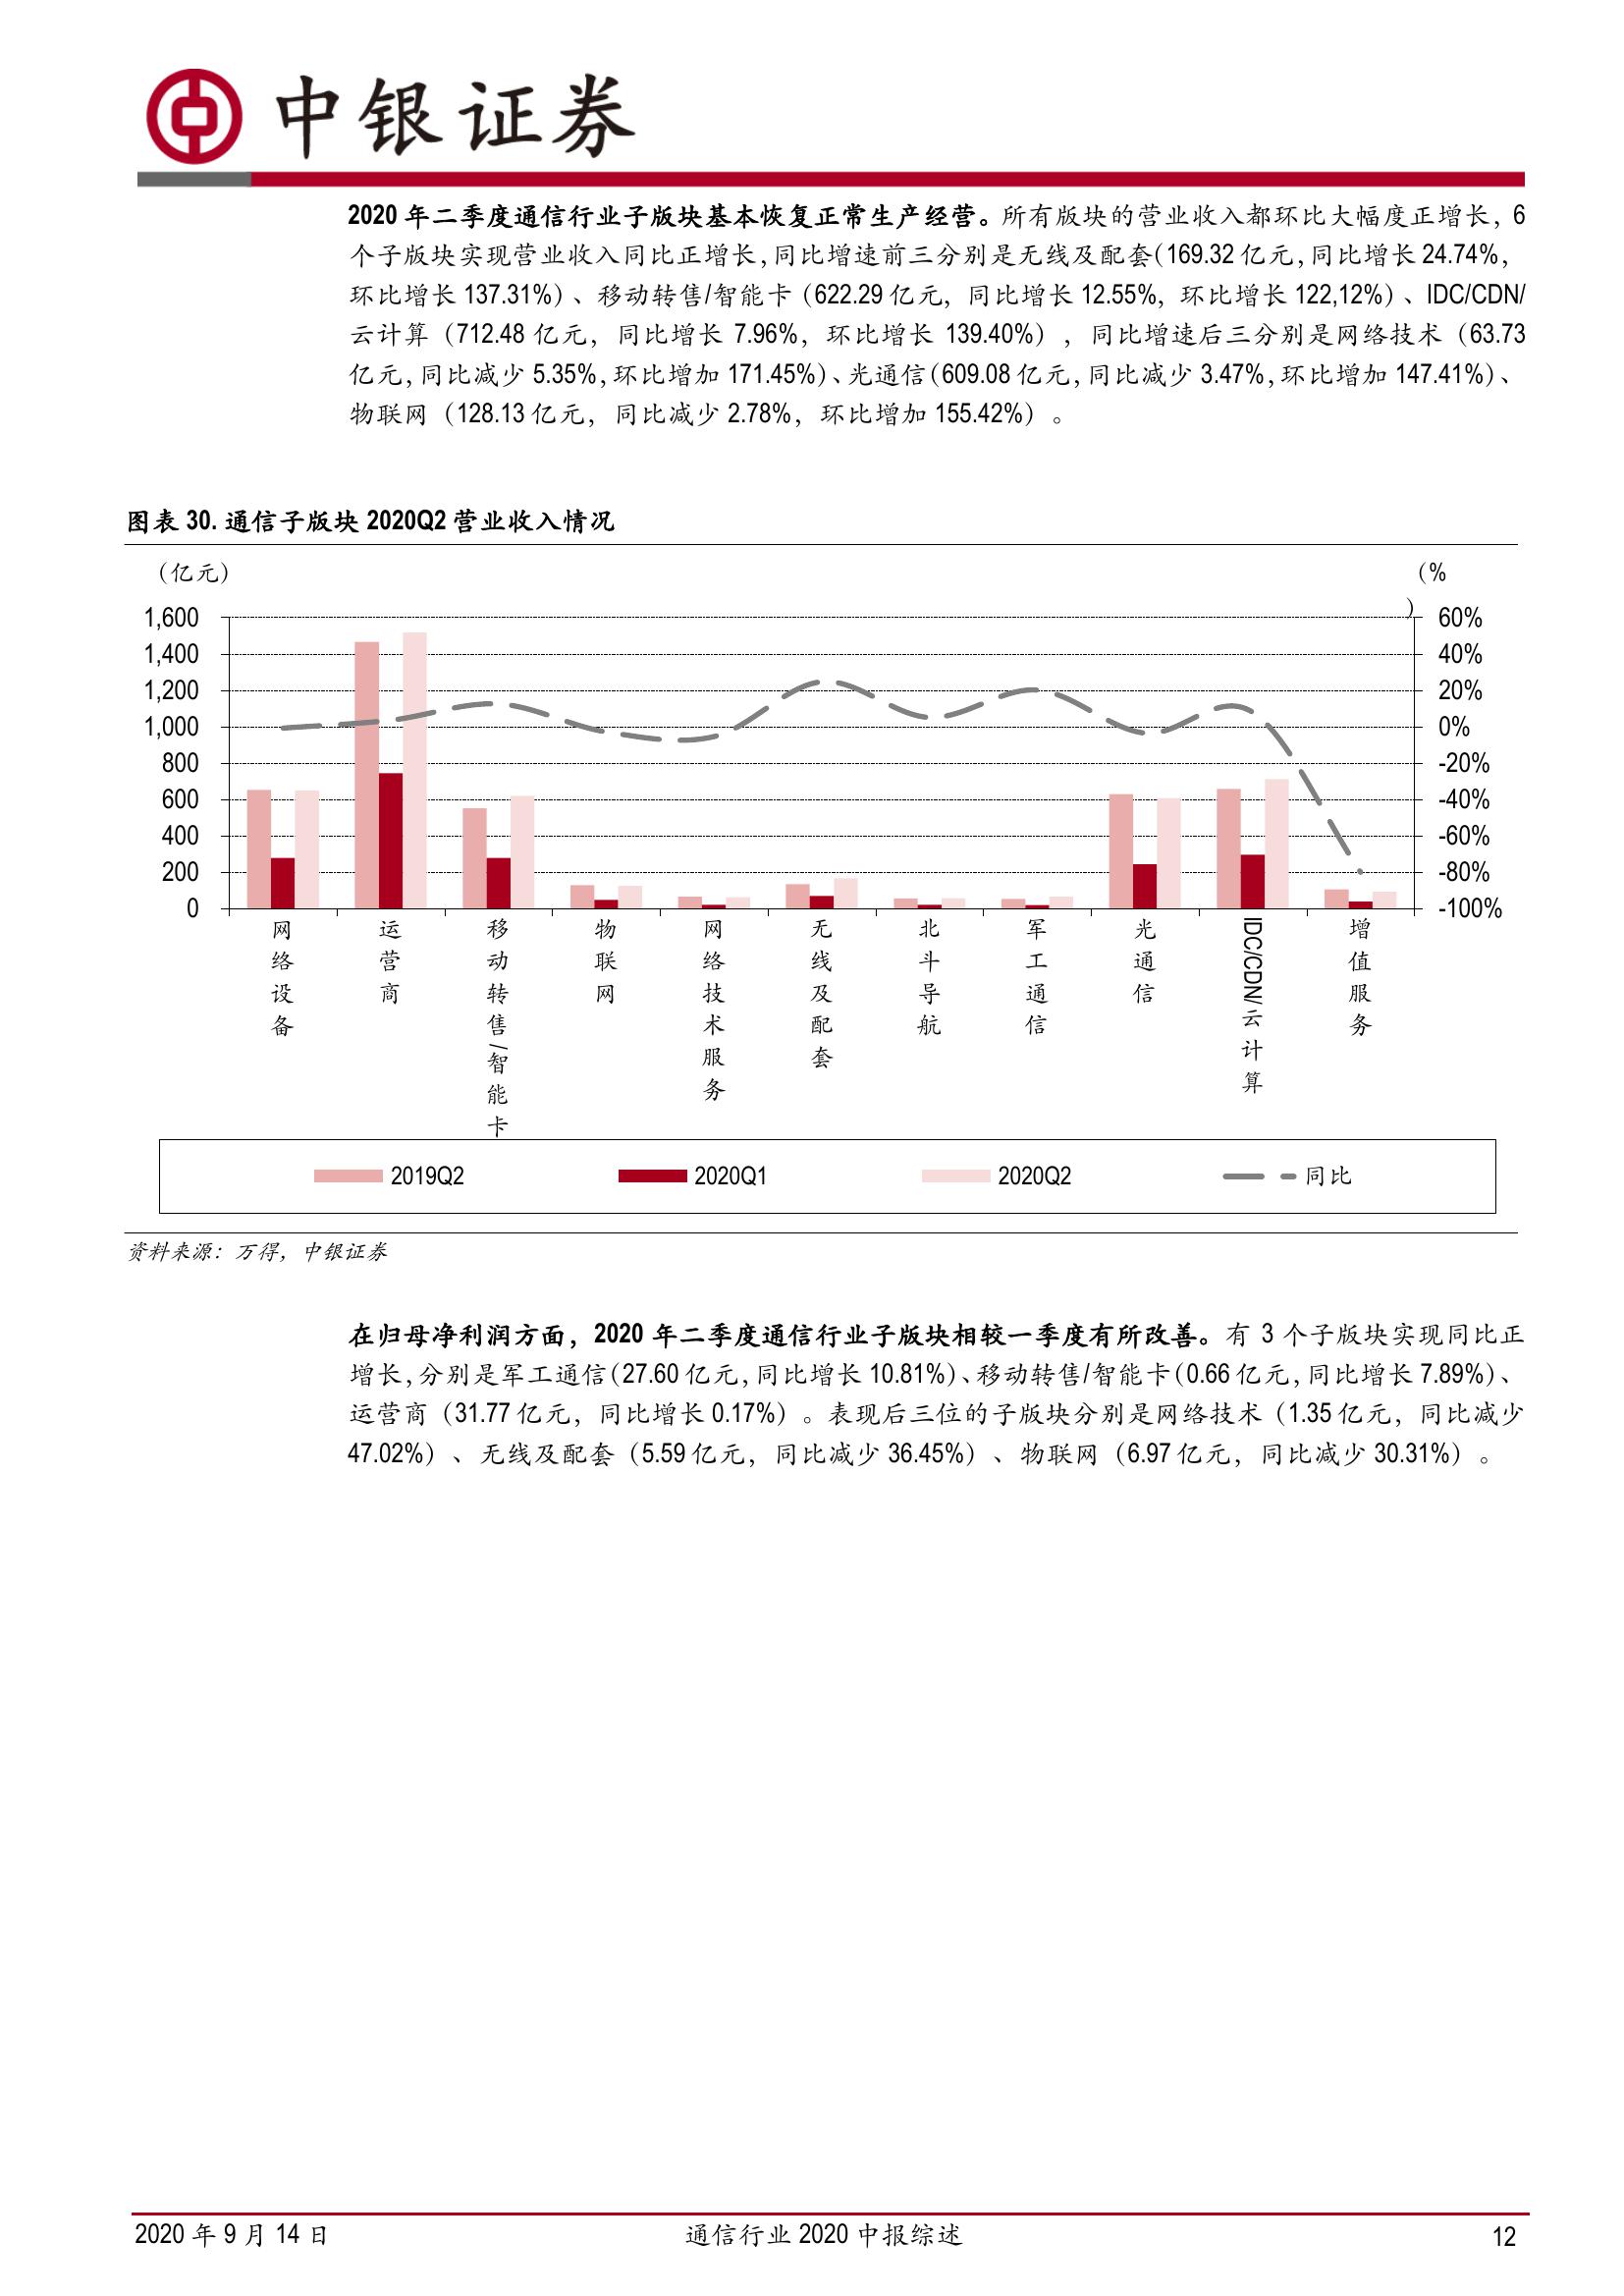 中银证券
2020 年二季度通信行业子版块基本恢复正常生产经营。所有版块的营业收入都环比大幅度正增长，6
个子版块实现营业收入同比正增长，同比增速前三分别是无线及配套（169.32 亿元，同比增长 24.74%，
环比增长 137.31%）、移动转售/智能卡（622.29 亿元，同比增长 12.55%，环比增长 122,12%）、IDC/CDN/
云计算（712.48 亿元，同比增长 7.96%，环比增长 139.40%），同比增速后三分别是网络技术（63.73
亿元，同比减少 5.35%，环比增加 171.45%）、光通信（609.08 亿元，同比减少 3.47%，环比增加 147.41%）、
物联网（128.13 亿元，同比减少 2.78%，环比增加 155.42%）。
图表 30. 通信子版块 2020Q2 营业收入情况
（亿元）
（%
）
1,600
1,400
1,200
1,000
800
600
400
200
0
60%
40%
20%
0%
-20%
-40%
-60%
-80%
-100%
网络设备
运营商
移动转售/智能卡
物联网
网络技术服务
无线及配套
北斗导航
军工通信
光通信
IDC/CDN/云计算
增值服务
2019Q2
2020Q1
2020Q2
同比
资料来源：万得，中银证券
在归母净利润方面，2020 年二季度通信行业子版块相较一季度有所改善。有 3 个子版块实现同比正
增长，分别是军工通信（27.60 亿元，同比增长 10.81%）、移动转售/智能卡（0.66 亿元，同比增长 7.89%）、
运营商（31.77 亿元，同比增长 0.17%）。表现后三位的子版块分别是网络技术（1.35 亿元，同比减少
47.02%）、无线及配套（5.59 亿元，同比减少 36.45%）、物联网（6.97 亿元，同比减少 30.31%）。
2020 年 9 月 14 日
通信行业 2020 中报综述
12